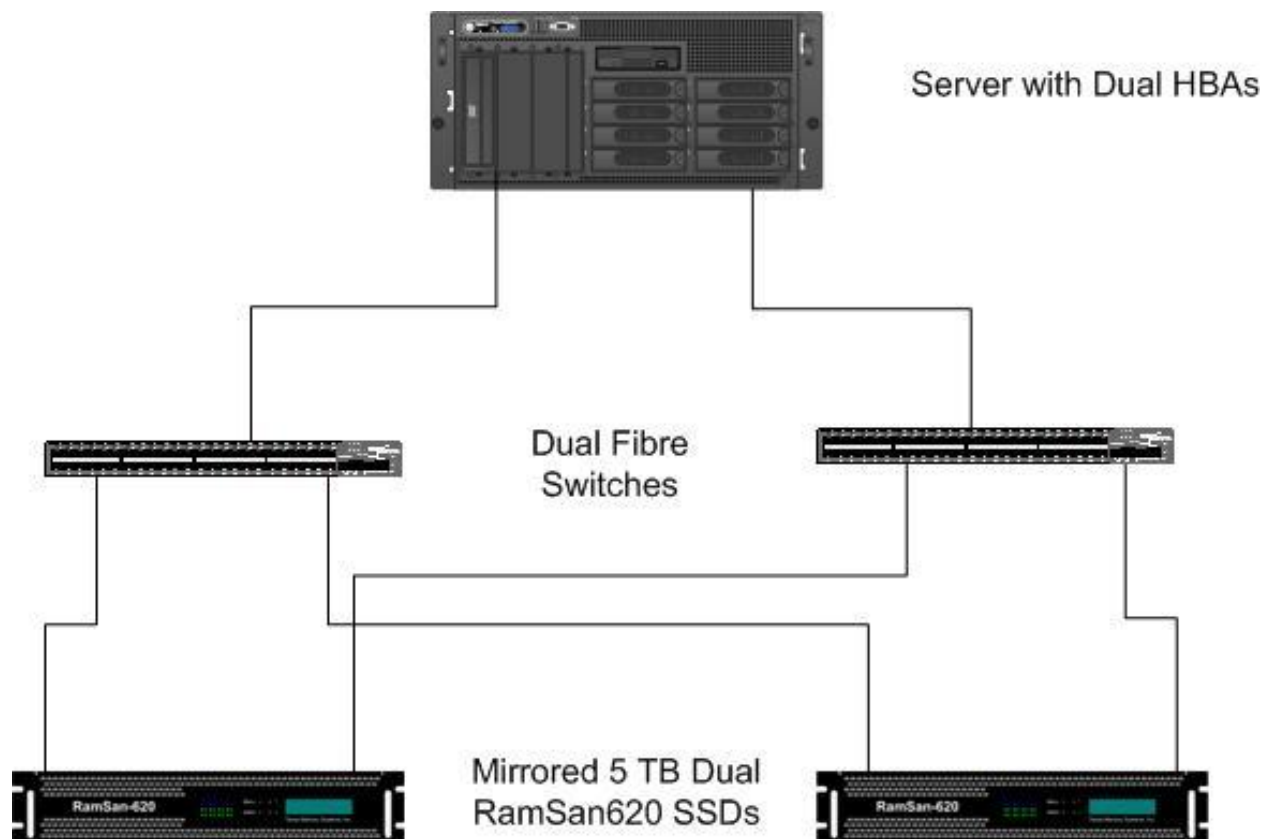 Server with Dual HBAs
Dual Fibre
Switches
Mirrored 5 TB Dual
RamSan620 SSDs
RamSan-620
RamSan-620